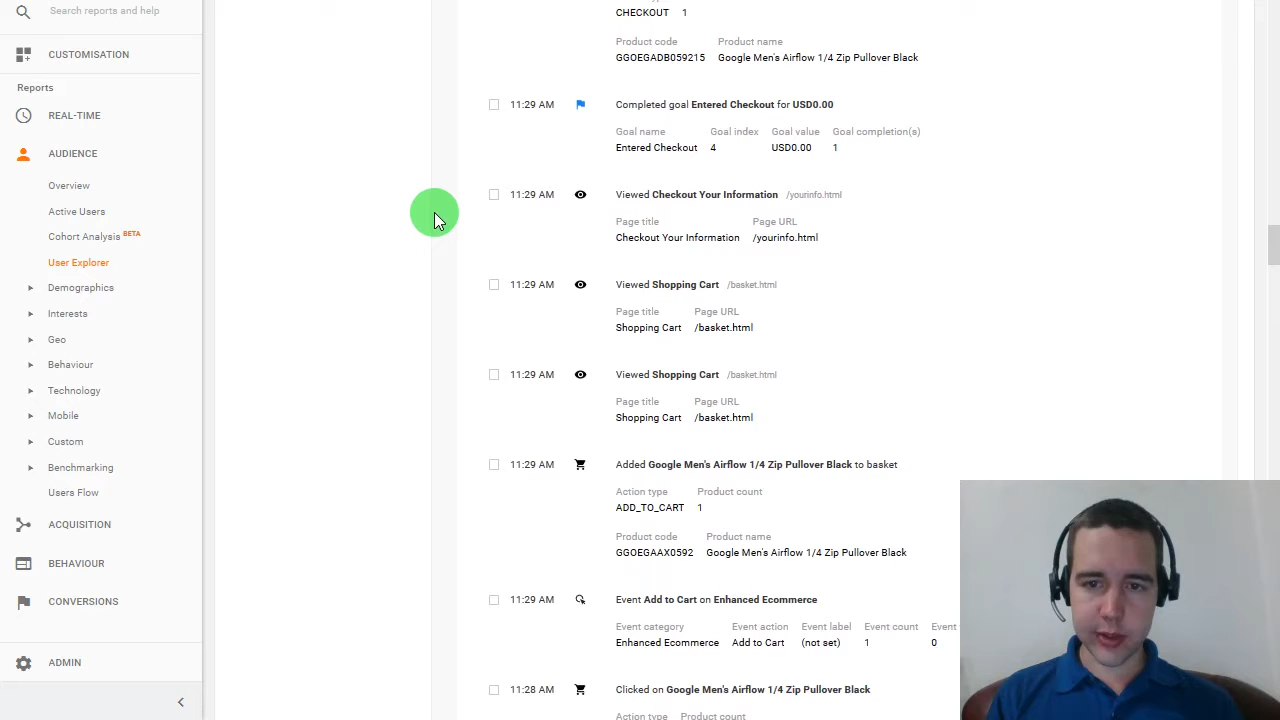 Search reports and help
CUSTOMISATION
Reports
REAL-TIME
AUDIENCE
Overview
Active Users
Cohort Analysis BETA
User Explorer
Demographics
Interests
Geo
Behaviour
Technology
Mobile
Custom
Benchmarking
Users Flow
ACQUISITION
BEHAVIOUR
CONVERSIONS
ADMIN
CHECKOUT 1
Product code Product name
GGOEGADB059215 Google Men's Airflow 1/4 Zip Pullover Black
11:29 AM Completed goal Entered Checkout for USD0.00
Goal name Goal index Goal value Goal completion(s)
Entered Checkout 4 USD0.00 1
11:29 AM Viewed Checkout Your Information /yourinfo.html
Page title Page URL
Checkout Your Information /yourinfo.html
11:29 AM Viewed Shopping Cart /basket.html
Page title Page URL
Shopping Cart /basket.html
11:29 AM Viewed Shopping Cart /basket.html
Page title Page URL
Shopping Cart /basket.html
11:29 AM Added Google Men's Airflow 1/4 Zip Pullover Black to basket
Action type Product count
ADD_TO_CART 1
Product code Product name
GGOEGAAX0592 Google Men's Airflow 1/4 Zip Pullover Black
11:29 AM Event Add to Cart on Enhanced Ecommerce
Event category Event action Event label Event count Event
Enhanced Ecommerce Add to Cart (not set) 1 0
11:28 AM Clicked on Google Men's Airflow 1/4 Zip Pullover Black
Action type Product count